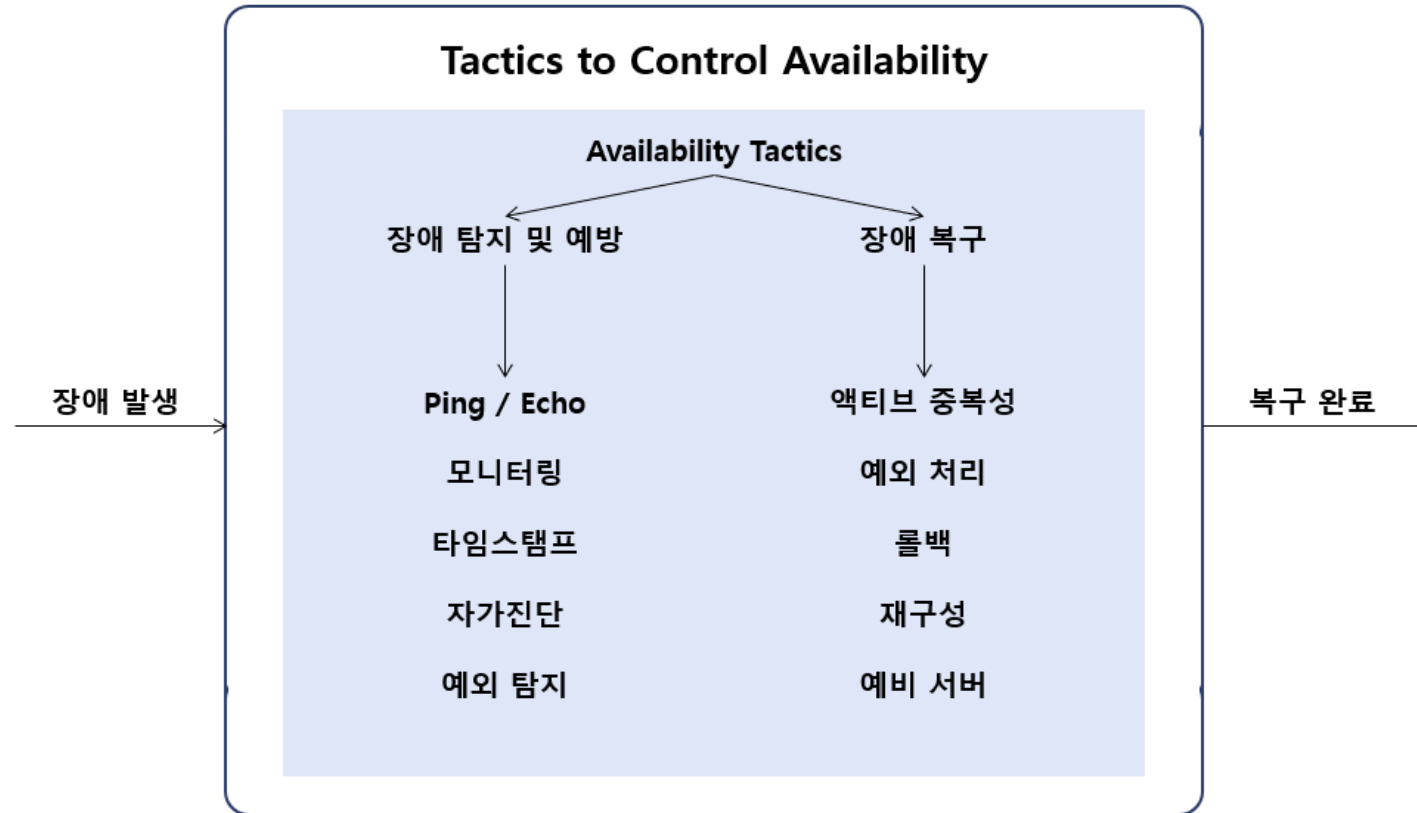 Tactics to Control Availability
Availability Tactics
장애 탐지 및 예방
장애 복구
장애 발생
Ping / Echo
액티브 중복성
복구 완료
모니터링
예외 처리
타임스탬프
롤백
자가진단
재구성
예외 탐지
예비 서버